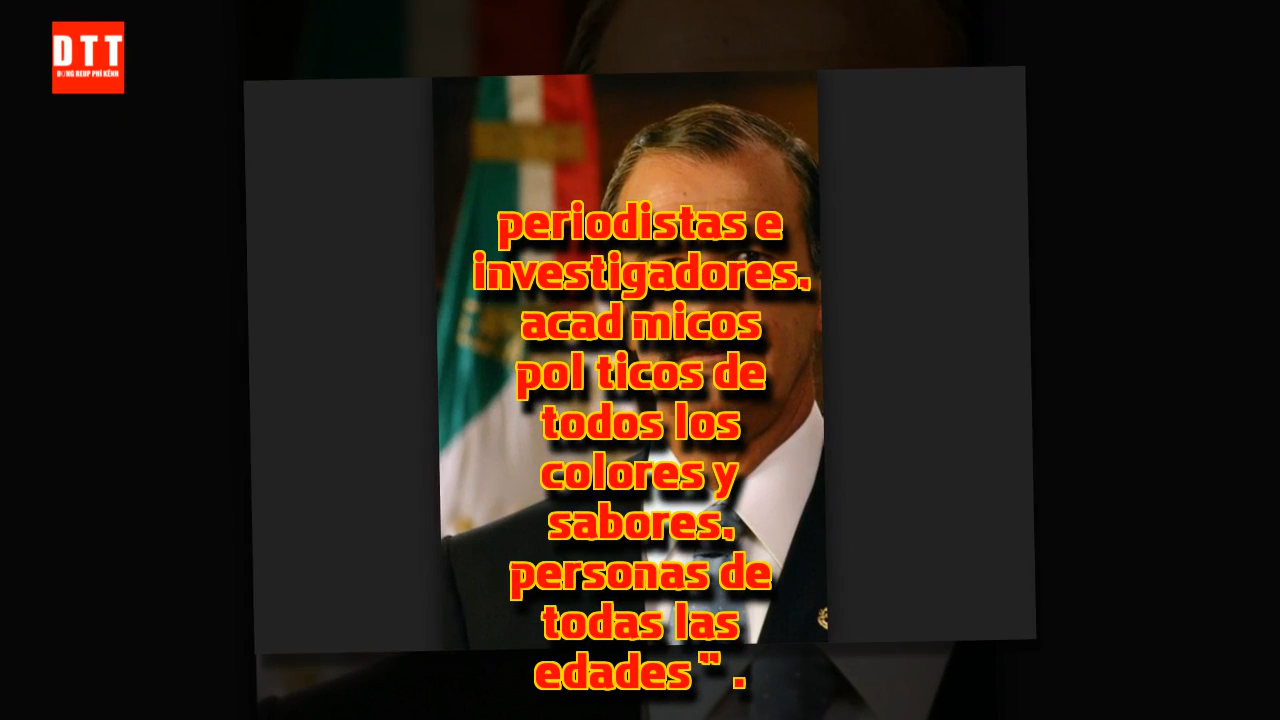 DTT
periodistas e
investigadores,
acad micos
pol ticos de
todos los
colores y
sabores,
personas de
todas las
edades" .